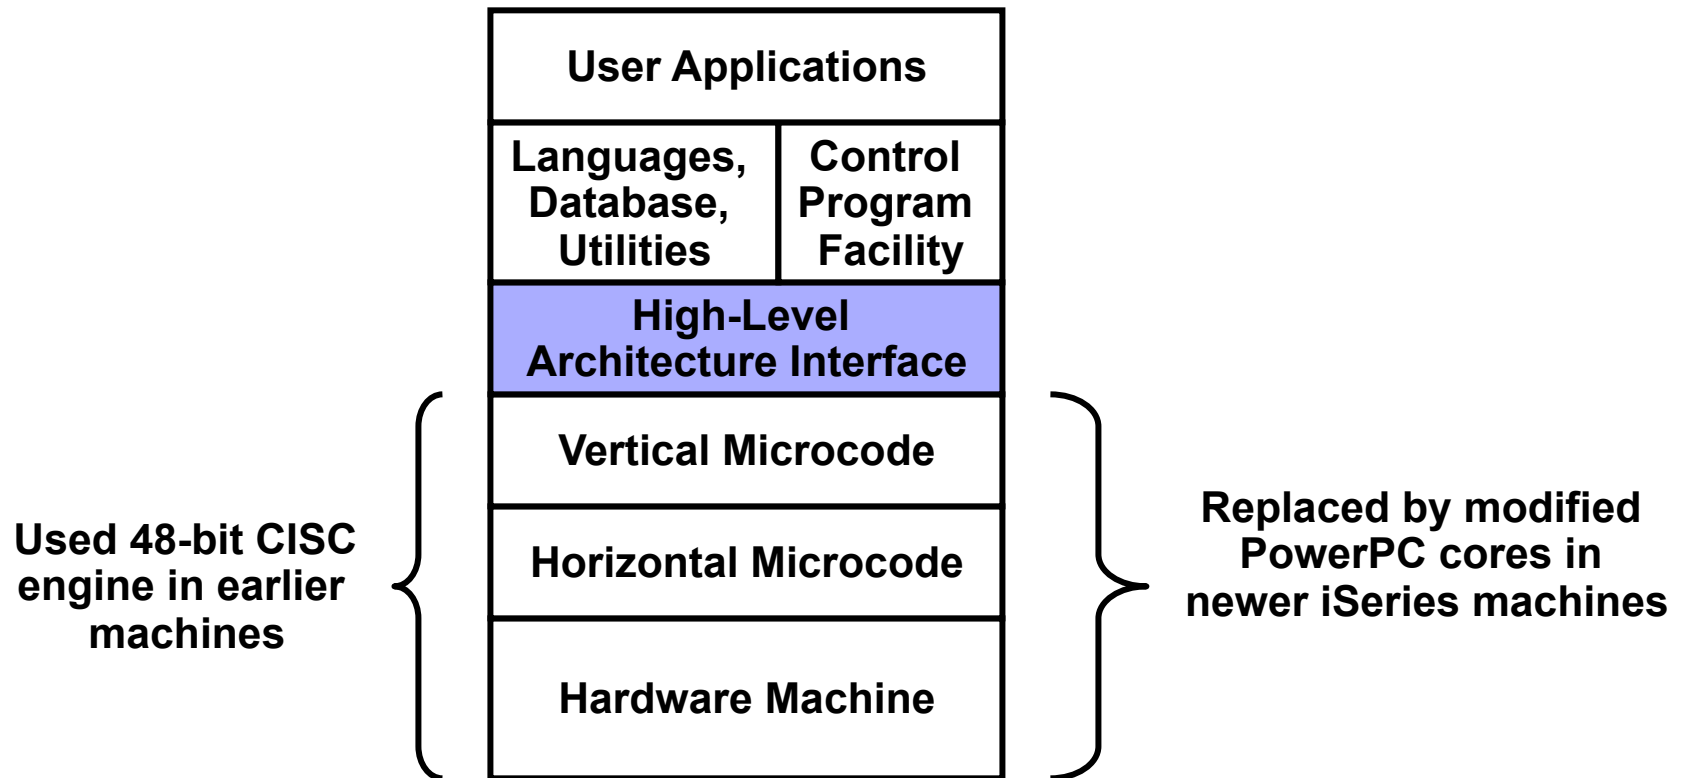 User Applications
Languages,
Database,
Utilities
Control
Program
Facility
High-Level
Architecture Interface
Vertical Microcode
Horizontal Microcode
Hardware Machine
Used 48-bit CISC
engine in earlier
machines
Replaced by modified
PowerPC cores in
newer iSeries machines